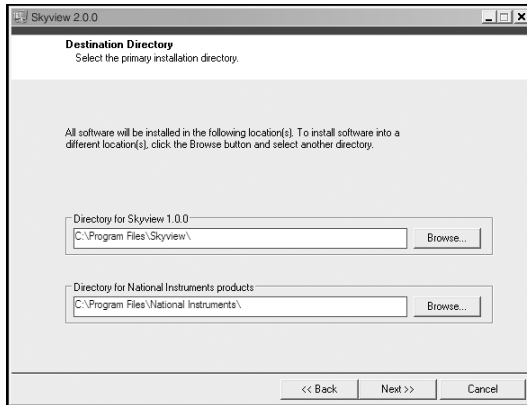 Skyview 2.0.0
Destination Directory
Select the primary installation directory.
All software will be installed in the following location(s). To install software into a
different location(s), click the Browse button and select another directory.
Directory for Skyview 1.0.0
C:\Program Files\Skyview\
Browse...
Directory for National Instruments products
C:\Program Files\National Instruments\
Browse...
<< Back
Next >>
Cancel